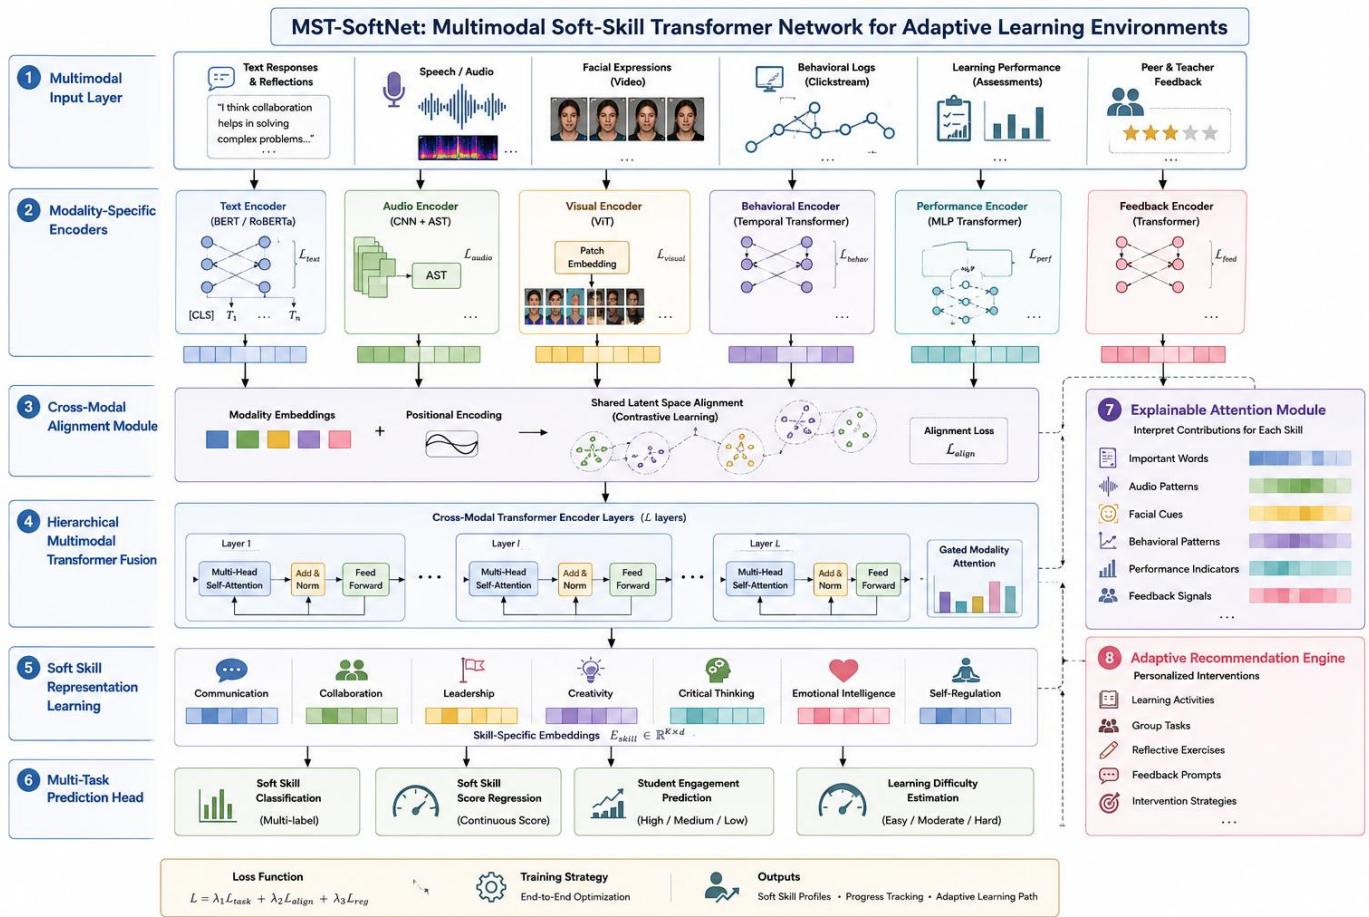 MST-SoftNet: Multimodal Soft-Skill Transformer Network for Adaptive Learning Environments
1
Multimodal
Input Layer
Text Responses
& Reflections
"I think collaboration
helps in solving
complex problems..."
...
Speech / Audio
...
Facial Expressions
(Video)
...
Behavioral Logs
(Clickstream)
...
Learning Performance
(Assessments)
...
Peer & Teacher
Feedback
...
2
Modality-Specific
Encoders
Text Encoder
(BERT / RoBERTa)
L_text
[CLS] T_1 ... T_n
Audio Encoder
(CNN + AST)
L_audio
AST
...
Visual Encoder
(ViT)
Patch
Embedding
L_visual
...
Behavioral Encoder
(Temporal Transformer)
L_behav
...
Performance Encoder
(MLP Transformer)
L_perf
...
Feedback Encoder
(Transformer)
L_feed
...
3
Cross-Modal
Alignment Module
Modality Embeddings
+
Positional Encoding
Shared Latent Space Alignment
(Contrastive Learning)
Alignment Loss
L_align
4
Hierarchical
Multimodal
Transformer Fusion
Cross-Modal Transformer Encoder Layers (L layers)
Layer 1
Multi-Head
Self-Attention
Add &
Norm
Feed
Forward
...
Layer l
Multi-Head
Self-Attention
Add &
Norm
Feed
Forward
...
Layer L
Multi-Head
Self-Attention
Add &
Norm
Feed
Forward
Gated Modality
Attention
5
Soft Skill
Representation
Learning
Communication
Collaboration
Leadership
Creativity
Critical Thinking
Emotional Intelligence
Self-Regulation
Skill-Specific Embeddings E_skill ∈ ℝ^{K×d}
6
Multi-Task
Prediction Head
Soft Skill
Classification
(Multi-label)
Soft Skill
Score Regression
(Continuous Score)
Student Engagement
Prediction
(High / Medium / Low)
Learning Difficulty
Estimation
(Easy / Moderate / Hard)
7
Explainable Attention Module
Interpret Contributions for Each Skill
Important Words
Audio Patterns
Facial Cues
Behavioral Patterns
Performance Indicators
Feedback Signals
...
8
Adaptive Recommendation Engine
Personalized Interventions
Learning Activities
Group Tasks
Reflective Exercises
Feedback Prompts
Intervention Strategies
...
Loss Function
L = λ_1 L_task + λ_2 L_align + λ_3 L_reg
Training Strategy
End-to-End Optimization
Outputs
Soft Skill Profiles • Progress Tracking • Adaptive Learning Path